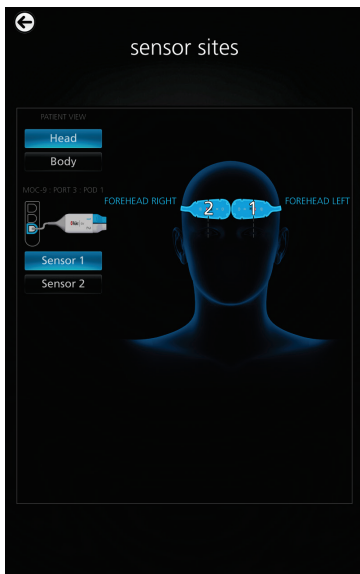 sensor sites
PATIENT VIEW
Head
Body
MOC-9 : PORT 3 : POD 1
FOREHEAD RIGHT
2
1
FOREHEAD LEFT
Sensor 1
Sensor 2